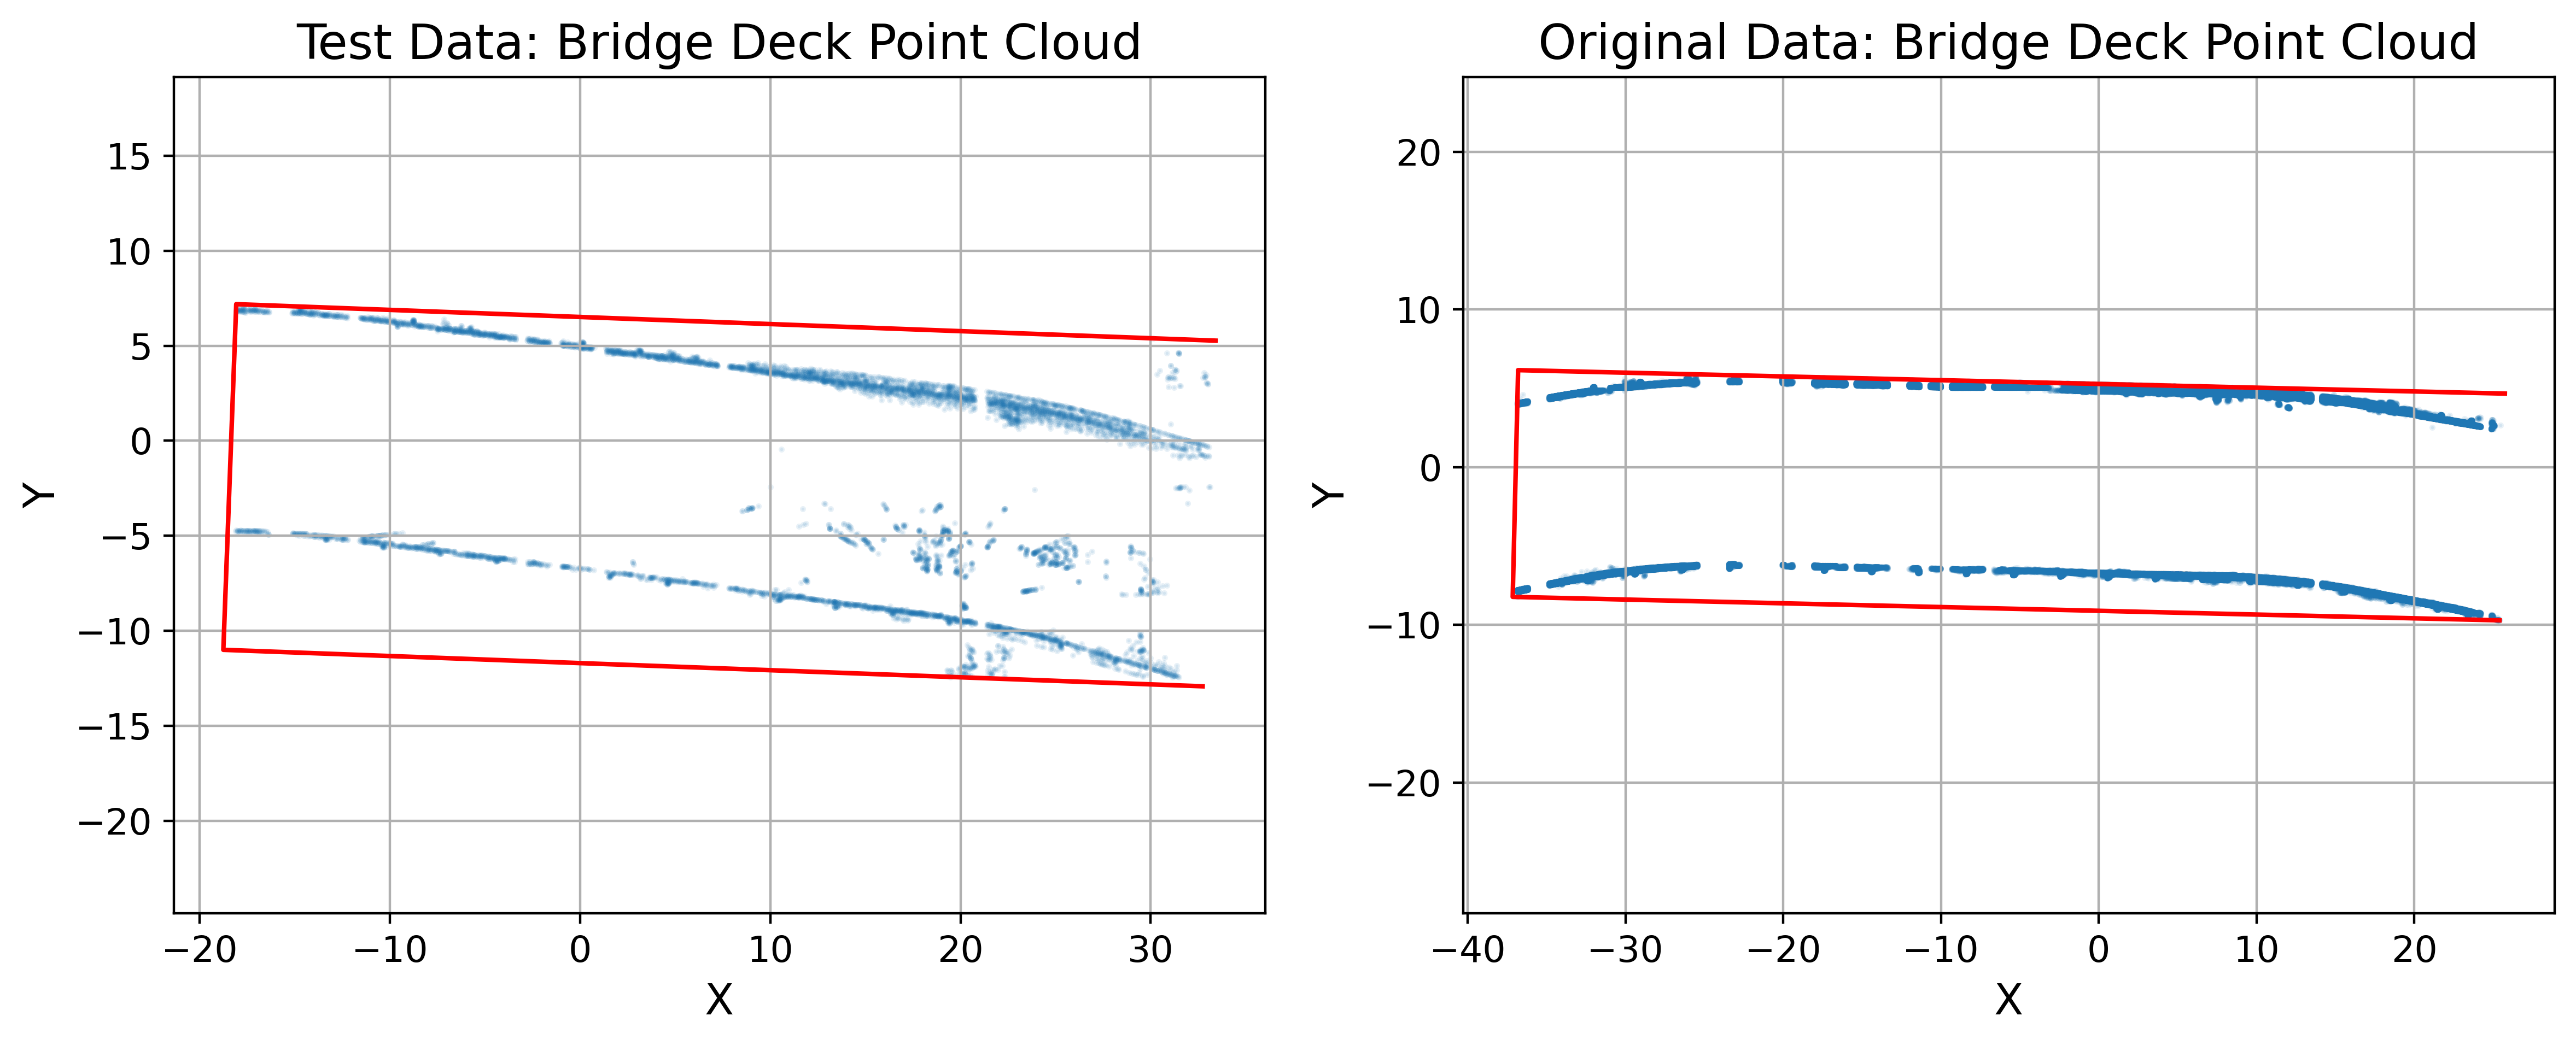 Test Data: Bridge Deck Point Cloud
15
10
5
0
−5
−10
−15
−20
Y
−20 −10 0 10 20 30
X
Original Data: Bridge Deck Point Cloud
20
10
0
−10
−20
Y
−40 −30 −20 −10 0 10 20
X